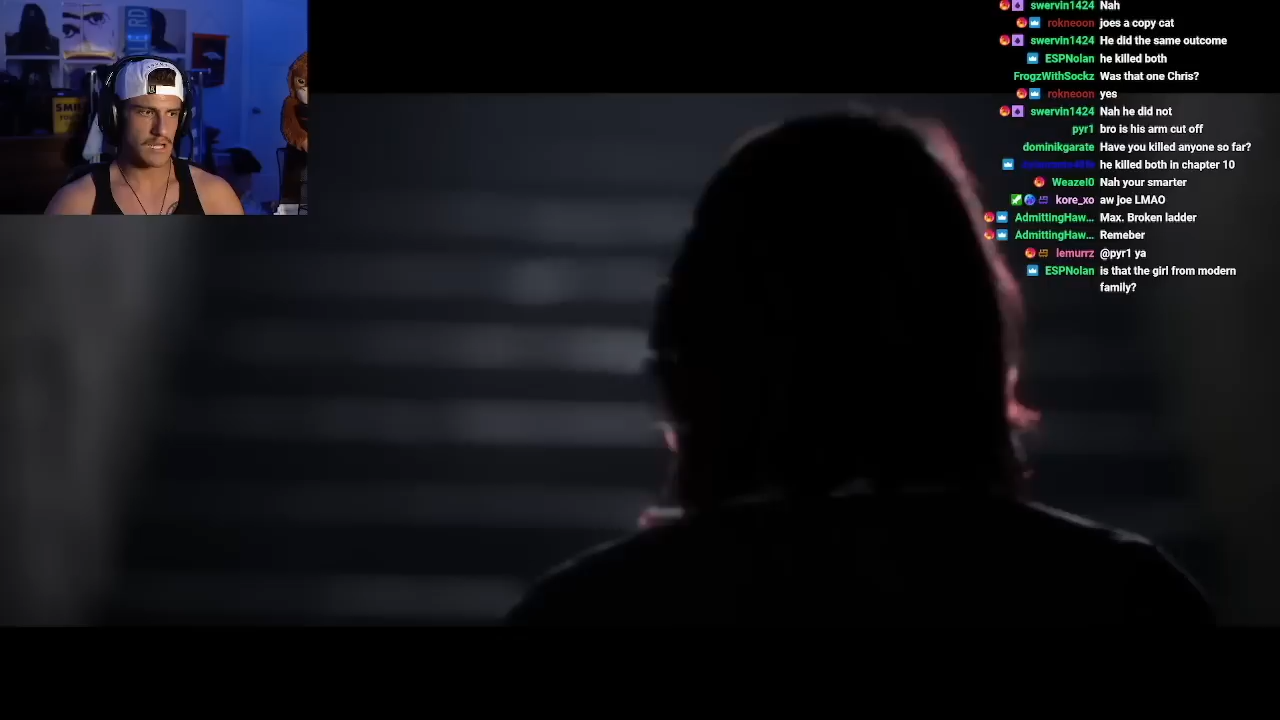 swervin1424 Nah
rokneoon joes a copy cat
swervin1424 He did the same outcome
ESPNolan he killed both
FrogzWithSockz Was that one Chris?
rokneoon yes
swervin1424 Nah he did not
pyr1 bro is his arm cut off
dominikgarate Have you killed anyone so far?
he killed both in chapter 10
Weazel0 Nah your smarter
kore_xo aw joe LMAO
AdmittingHaw... Max. Broken ladder
AdmittingHaw... Remeber
lemurrz @pyr1 ya
ESPNolan is that the girl from modern
family?